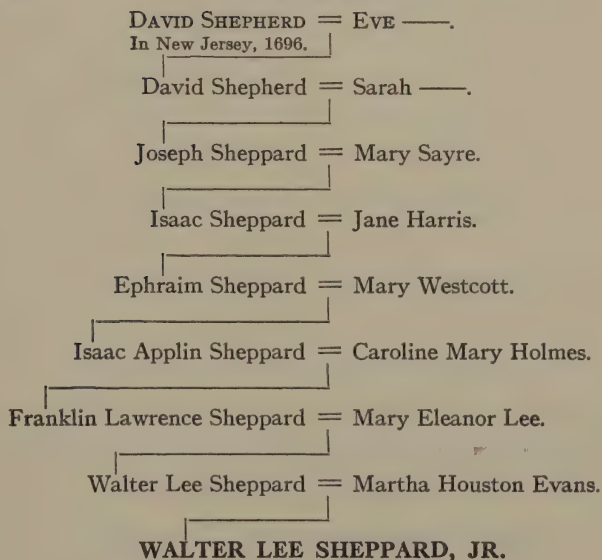 DAVID SHEPHERD = EVE ——.
In New Jersey, 1696.
David Shepherd = Sarah ——.
Joseph Sheppard = Mary Sayre.
Isaac Sheppard = Jane Harris.
Ephraim Sheppard = Mary Westcott.
Isaac Applin Sheppard = Caroline Mary Holmes.
Franklin Lawrence Sheppard = Mary Eleanor Lee.
Walter Lee Sheppard = Martha Houston Evans.
WALTER LEE SHEPPARD, JR.